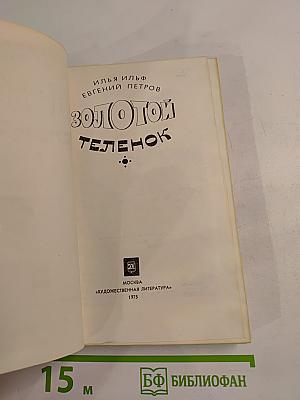 ИЛЬЯ ИЛЬФ
ЕВГЕНИЙ ПЕТРОВ
ЗОЛОТОЙ
ТЕЛЕНОК
МОСКВА
«ХУДОЖЕСТВЕННАЯ ЛИТЕРАТУРА»
1975
15 м
БФ БИБЛИОФАН